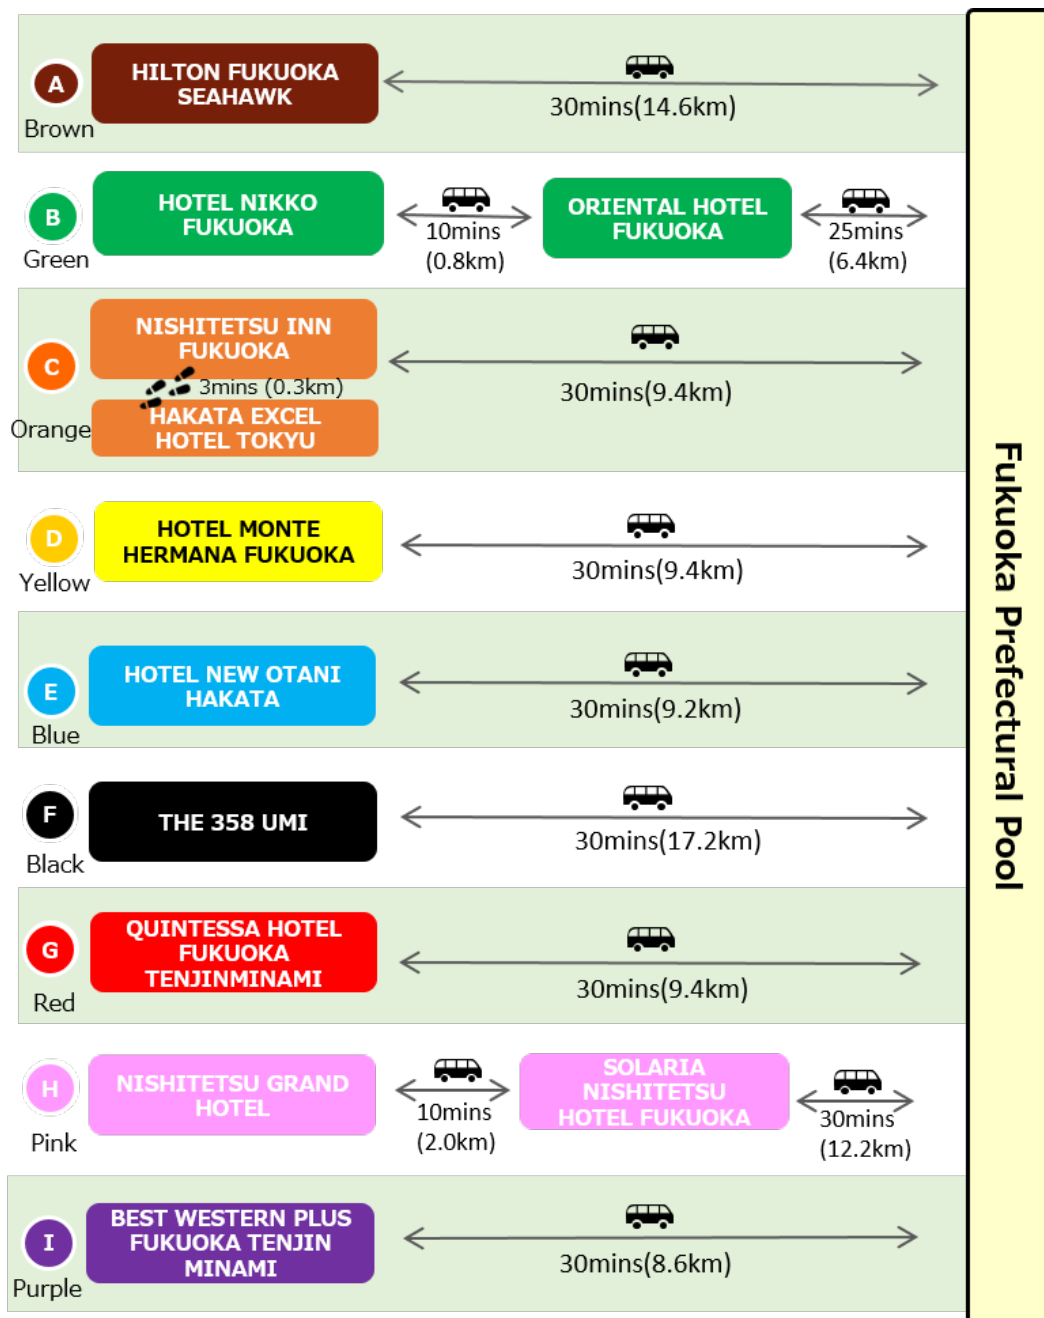 A
Brown
HILTON FUKUOKA
SEAHAWK
30mins(14.6km)
B
Green
HOTEL NIKKO
FUKUOKA
10mins
(0.8km)
ORIENTAL HOTEL
FUKUOKA
25mins
(6.4km)
C
Orange
NISHITETSU INN
FUKUOKA
3mins (0.3km)
HAKATA EXCEL
HOTEL TOKYU
30mins(9.4km)
D
Yellow
HOTEL MONTE
HERMANA FUKUOKA
30mins(9.4km)
E
Blue
HOTEL NEW OTANI
HAKATA
30mins(9.2km)
F
Black
THE 358 UMI
30mins(17.2km)
G
Red
QUINTESSA HOTEL
FUKUOKA
TENJINMINAMI
30mins(9.4km)
H
Pink
NISHITETSU GRAND
HOTEL
10mins
(2.0km)
SOLARIA
NISHITETSU
HOTEL FUKUOKA
30mins
(12.2km)
I
Purple
BEST WESTERN PLUS
FUKUOKA TENJIN
MINAMI
30mins(8.6km)
Fukuoka Prefectural Pool